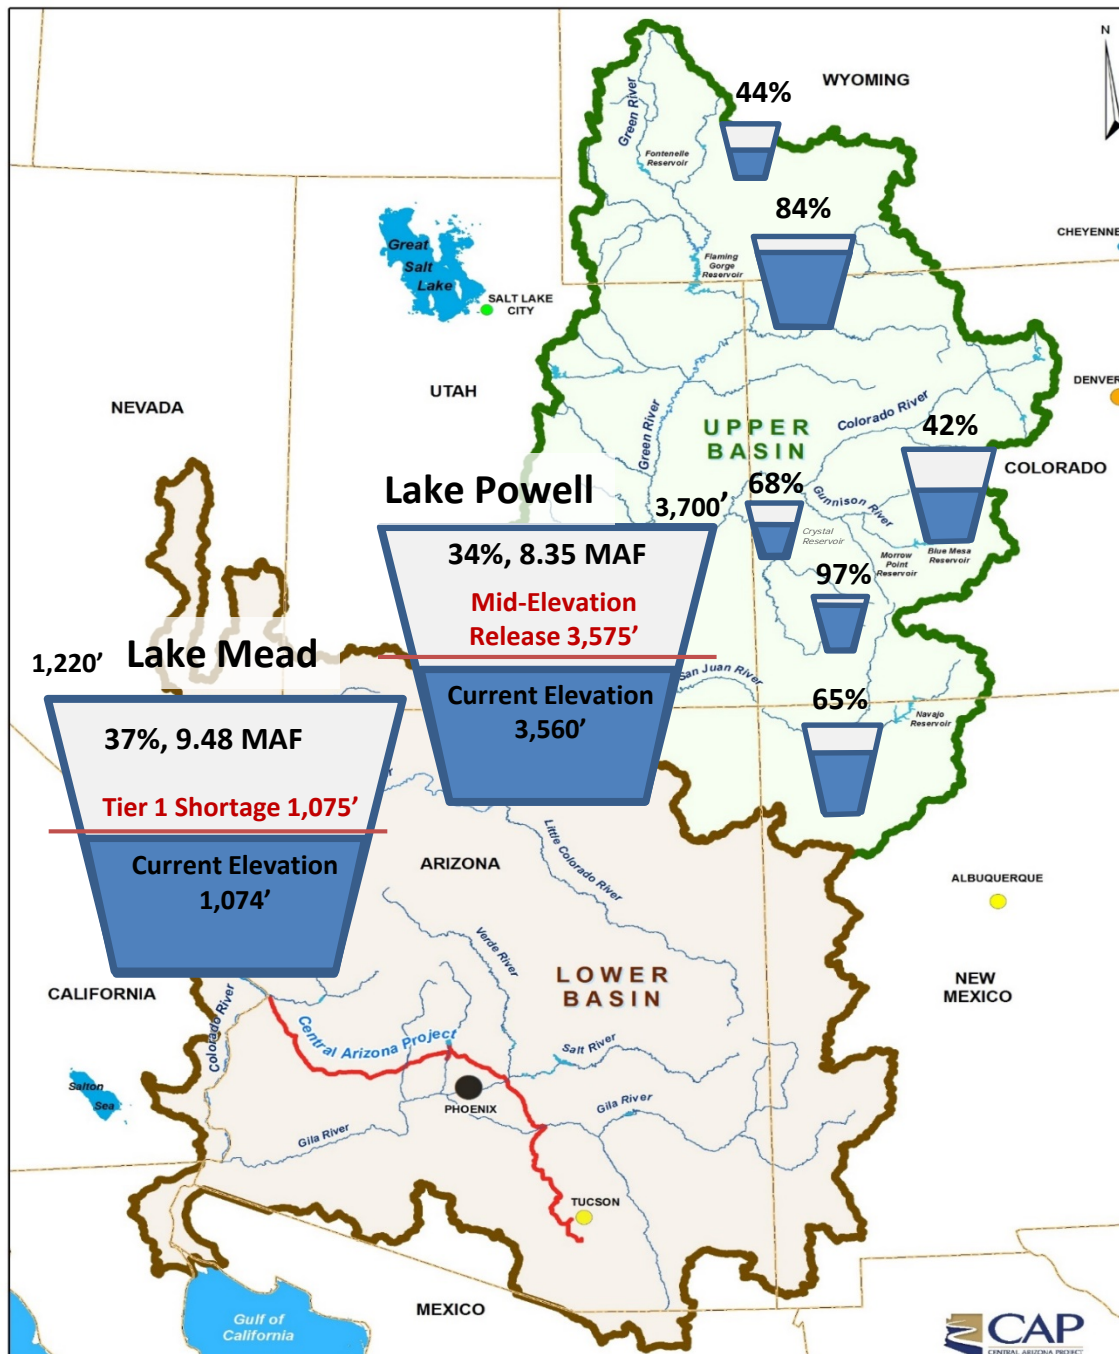 N
44%
WYOMING
Green River
Fontenelle
Reservoir
84%
CHEYENNE
Great
Salt
Lake
Flaming
Gorge
Reservoir
SALT LAKE
CITY
UTAH
NEVADA
DENVER
Colorado River
UPPER
BASIN
42%
Green River
COLORADO
Lake Powell
3,700’
68%
Gunnison River
Crystal
Reservoir
Morrow
Point
Reservoir
Blue Mesa
Reservoir
34%, 8.35 MAF
Mid-Elevation
Release 3,575’
97%
Lake Mead
1,220’
San Juan River
Current Elevation
3,560’
65%
Navajo
Reservoir
37%, 9.48 MAF
Tier 1 Shortage 1,075’
Current Elevation
1,074’
Little Colorado River
ARIZONA
ALBUQUERQUE
Verde River
LOWER
BASIN
NEW
MEXICO
CALIFORNIA
Colorado River
Central Arizona Project
Salt River
Salton
Sea
PHOENIX
Gila River
Gila River
TUCSON
MEXICO
Gulf of
California
CAP
CENTRAL ARIZONA PROJECT